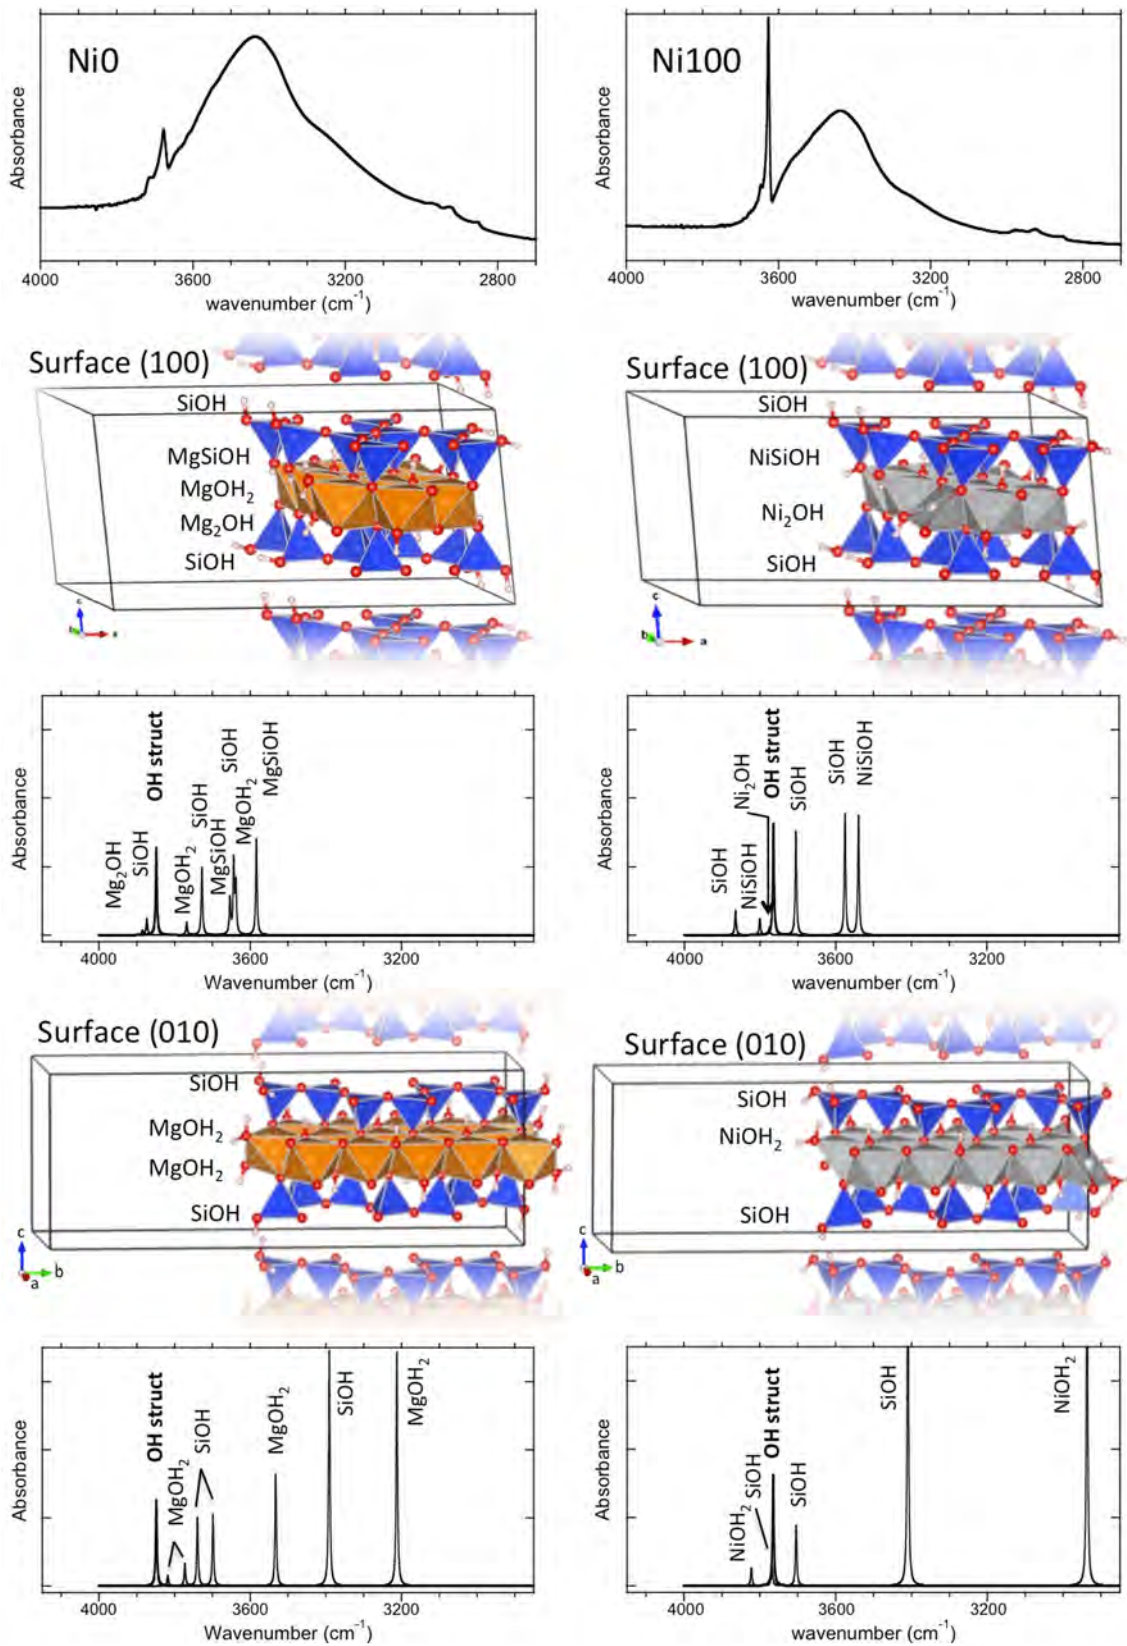 Ni0
Absorbance
4000 3600 3200 2800
wavenumber (cm⁻¹)
Ni100
Absorbance
4000 3600 3200 2800
wavenumber (cm⁻¹)
Surface (100)
SiOH
MgSiOH
MgOH₂
Mg₂OH
SiOH
c
b
a
Surface (100)
SiOH
NiSiOH
Ni₂OH
SiOH
c
b
a
Absorbance
Mg₂OH
SiOH
OH struct
MgOH₂
SiOH
MgSiOH
SiOH
MgOH₂
MgSiOH
4000 3600 3200
Wavenumber (cm⁻¹)
Absorbance
SiOH
NiSiOH
Ni₂OH
OH struct
SiOH
SiOH
NiSiOH
4000 3600 3200
Wavenumber (cm⁻¹)
Surface (010)
SiOH
MgOH₂
MgOH₂
SiOH
c
a
b
Surface (010)
SiOH
NiOH₂
SiOH
c
a
b
Absorbance
OH struct
MgOH₂
SiOH
MgOH₂
SiOH
MgOH₂
4000 3600 3200
Wavenumber (cm⁻¹)
Absorbance
NiOH₂
SiOH
OH struct
SiOH
SiOH
NiOH₂
4000 3600 3200
Wavenumber (cm⁻¹)